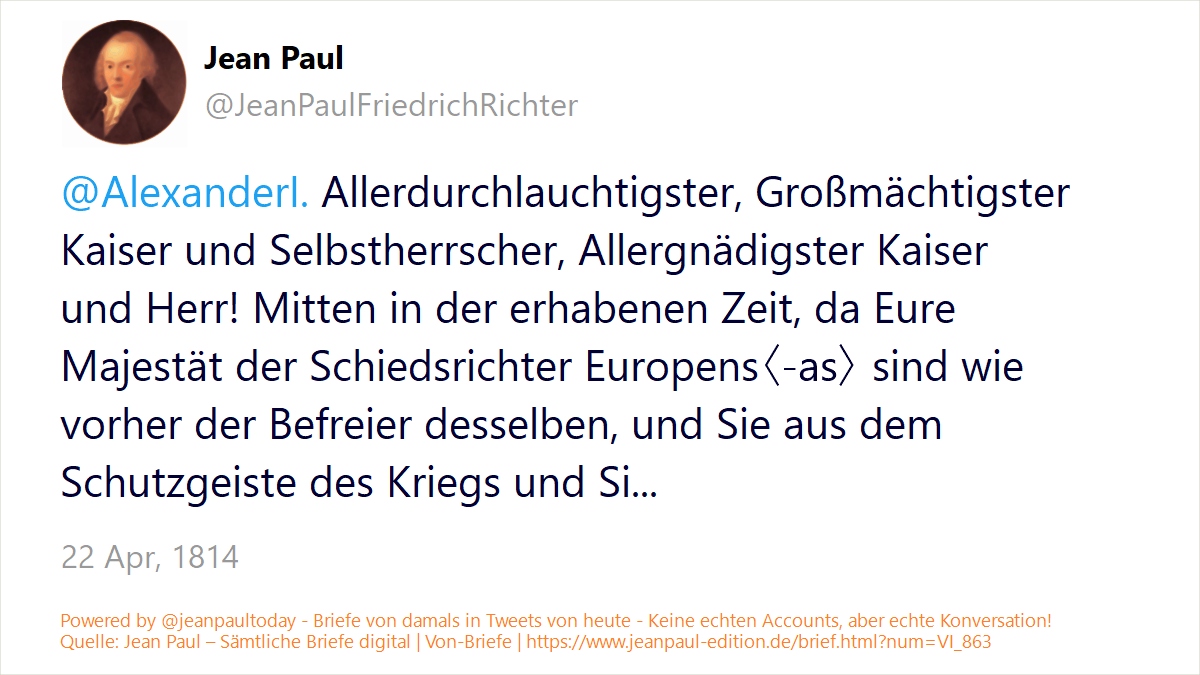 Jean Paul
@JeanPaulFriedrichRichter
@AlexanderI. Allerdurchlauchtigster, Großmächtigster
Kaiser und Selbstherrscher, Allergnädigster Kaiser
und Herr! Mitten in der erhabenen Zeit, da Eure
Majestät der Schiedsrichter Europens〈-as〉 sind wie
vorher der Befreier desselben, und Sie aus dem
Schutzgeiste des Kriegs und Si...
22 Apr, 1814
Powered by @jeanpaultoday - Briefe von damals in Tweets von heute - Keine echten Accounts, aber echte Konversation!
Quelle: Jean Paul – Sämtliche Briefe digital | Von-Briefe | https://www.jeanpaul-edition.de/brief.html?num=VI_863